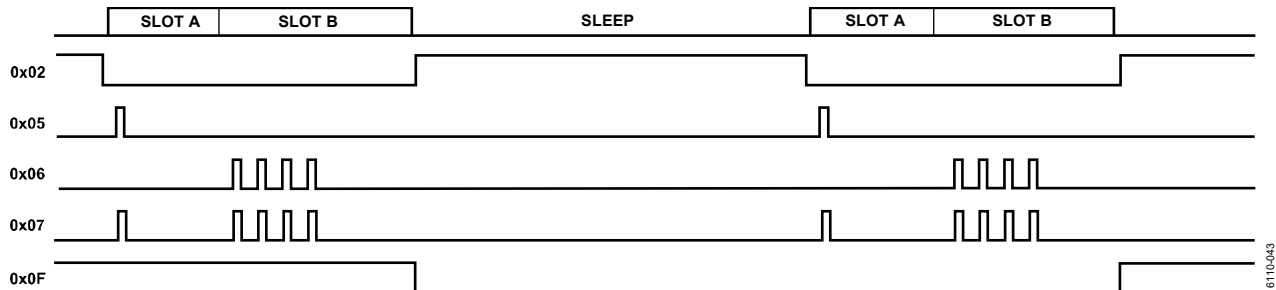 SLOT A SLOT B SLEEP SLOT A SLOT B
0x02
0x05
0x06
0x07
0x0F
6110-043